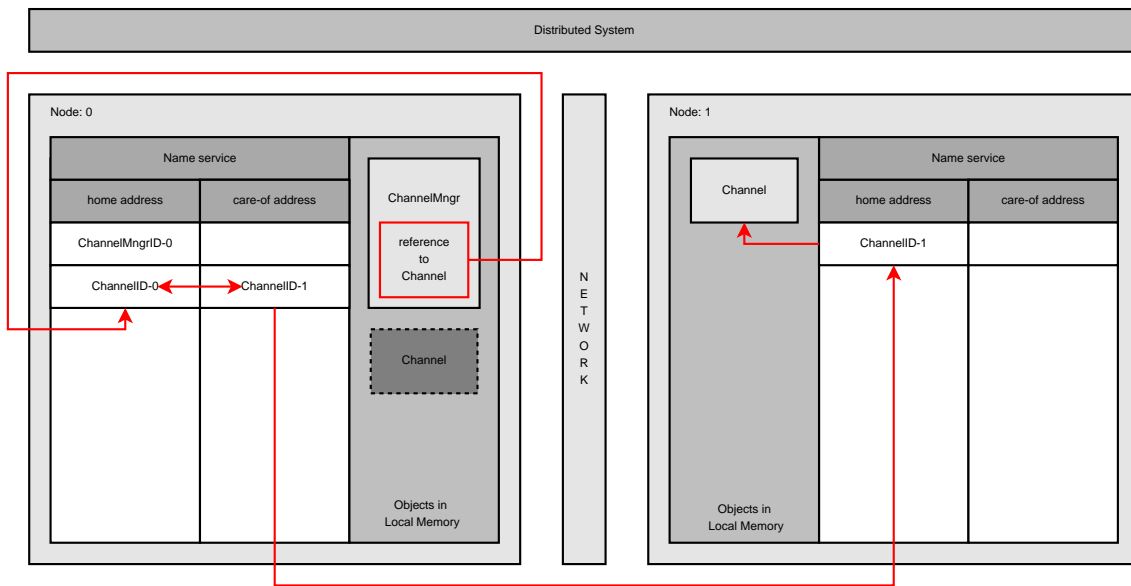 Distributed System
Node: 0
Name service
home address
care-of address
ChannelMngrID-0
ChannelID-0
ChannelID-1
ChannelMngr
reference
to
Channel
Channel
Objects in
Local Memory
N
E
T
W
O
R
K
Node: 1
Channel
Objects in
Local Memory
Name service
home address
care-of address
ChannelID-1